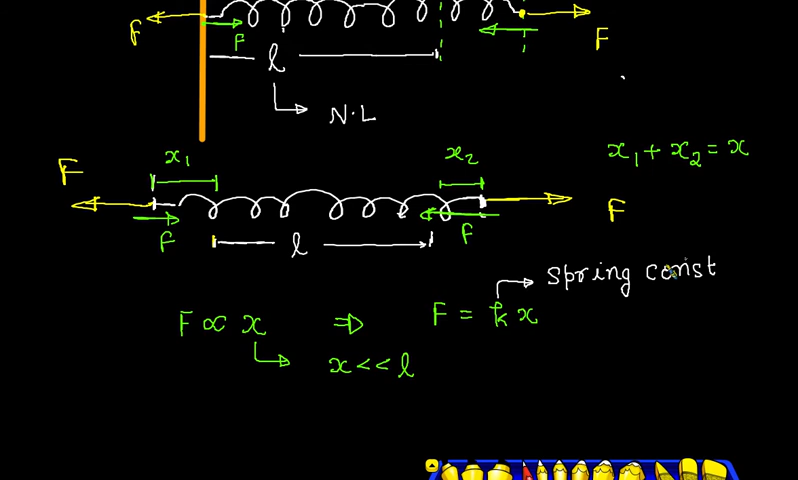 F
F
F
l
N.L
x₁
x₂
x₁ + x₂ = x
F
F
F
F
l
Spring const
F ∝ x ⇒ F = k x
x << l